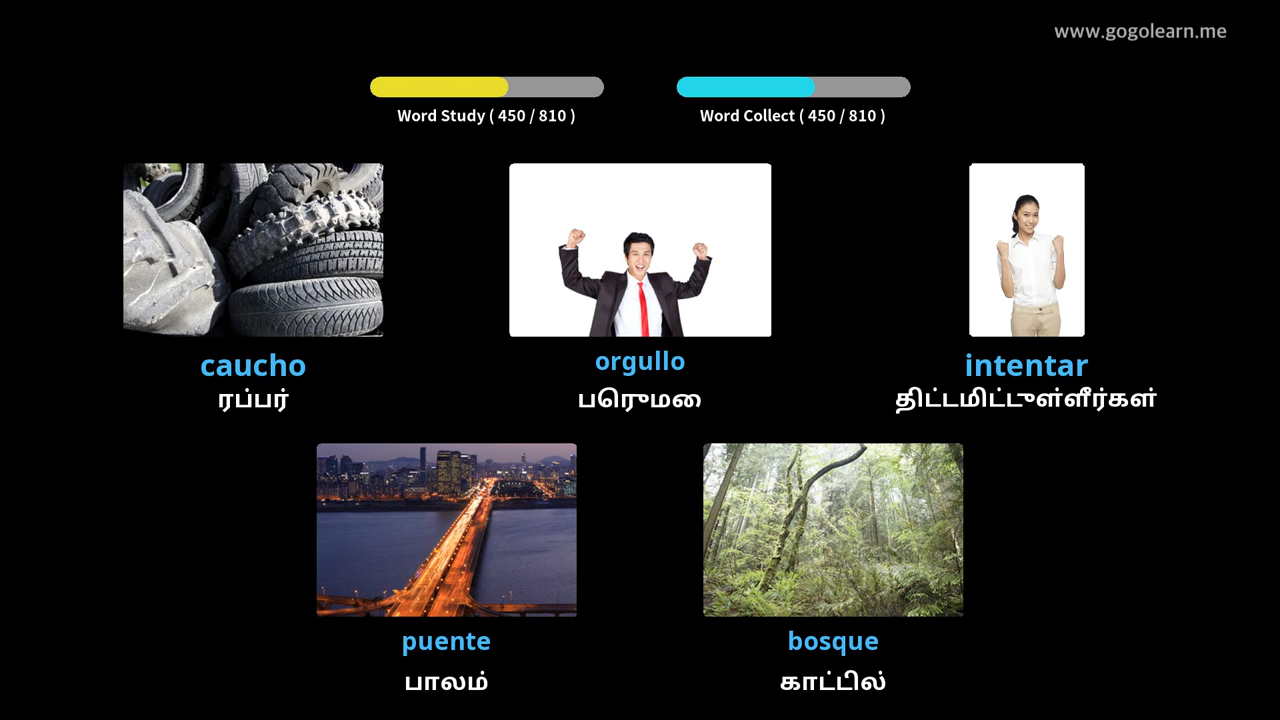 www.gogolearn.me
Word Study ( 450 / 810 )
Word Collect ( 450 / 810 )
caucho
ரப்பர்
orgullo
பெருமை
intentar
திட்டமிட்டுள்ளீர்கள்
puente
பாலம்
bosque
காட்டில்